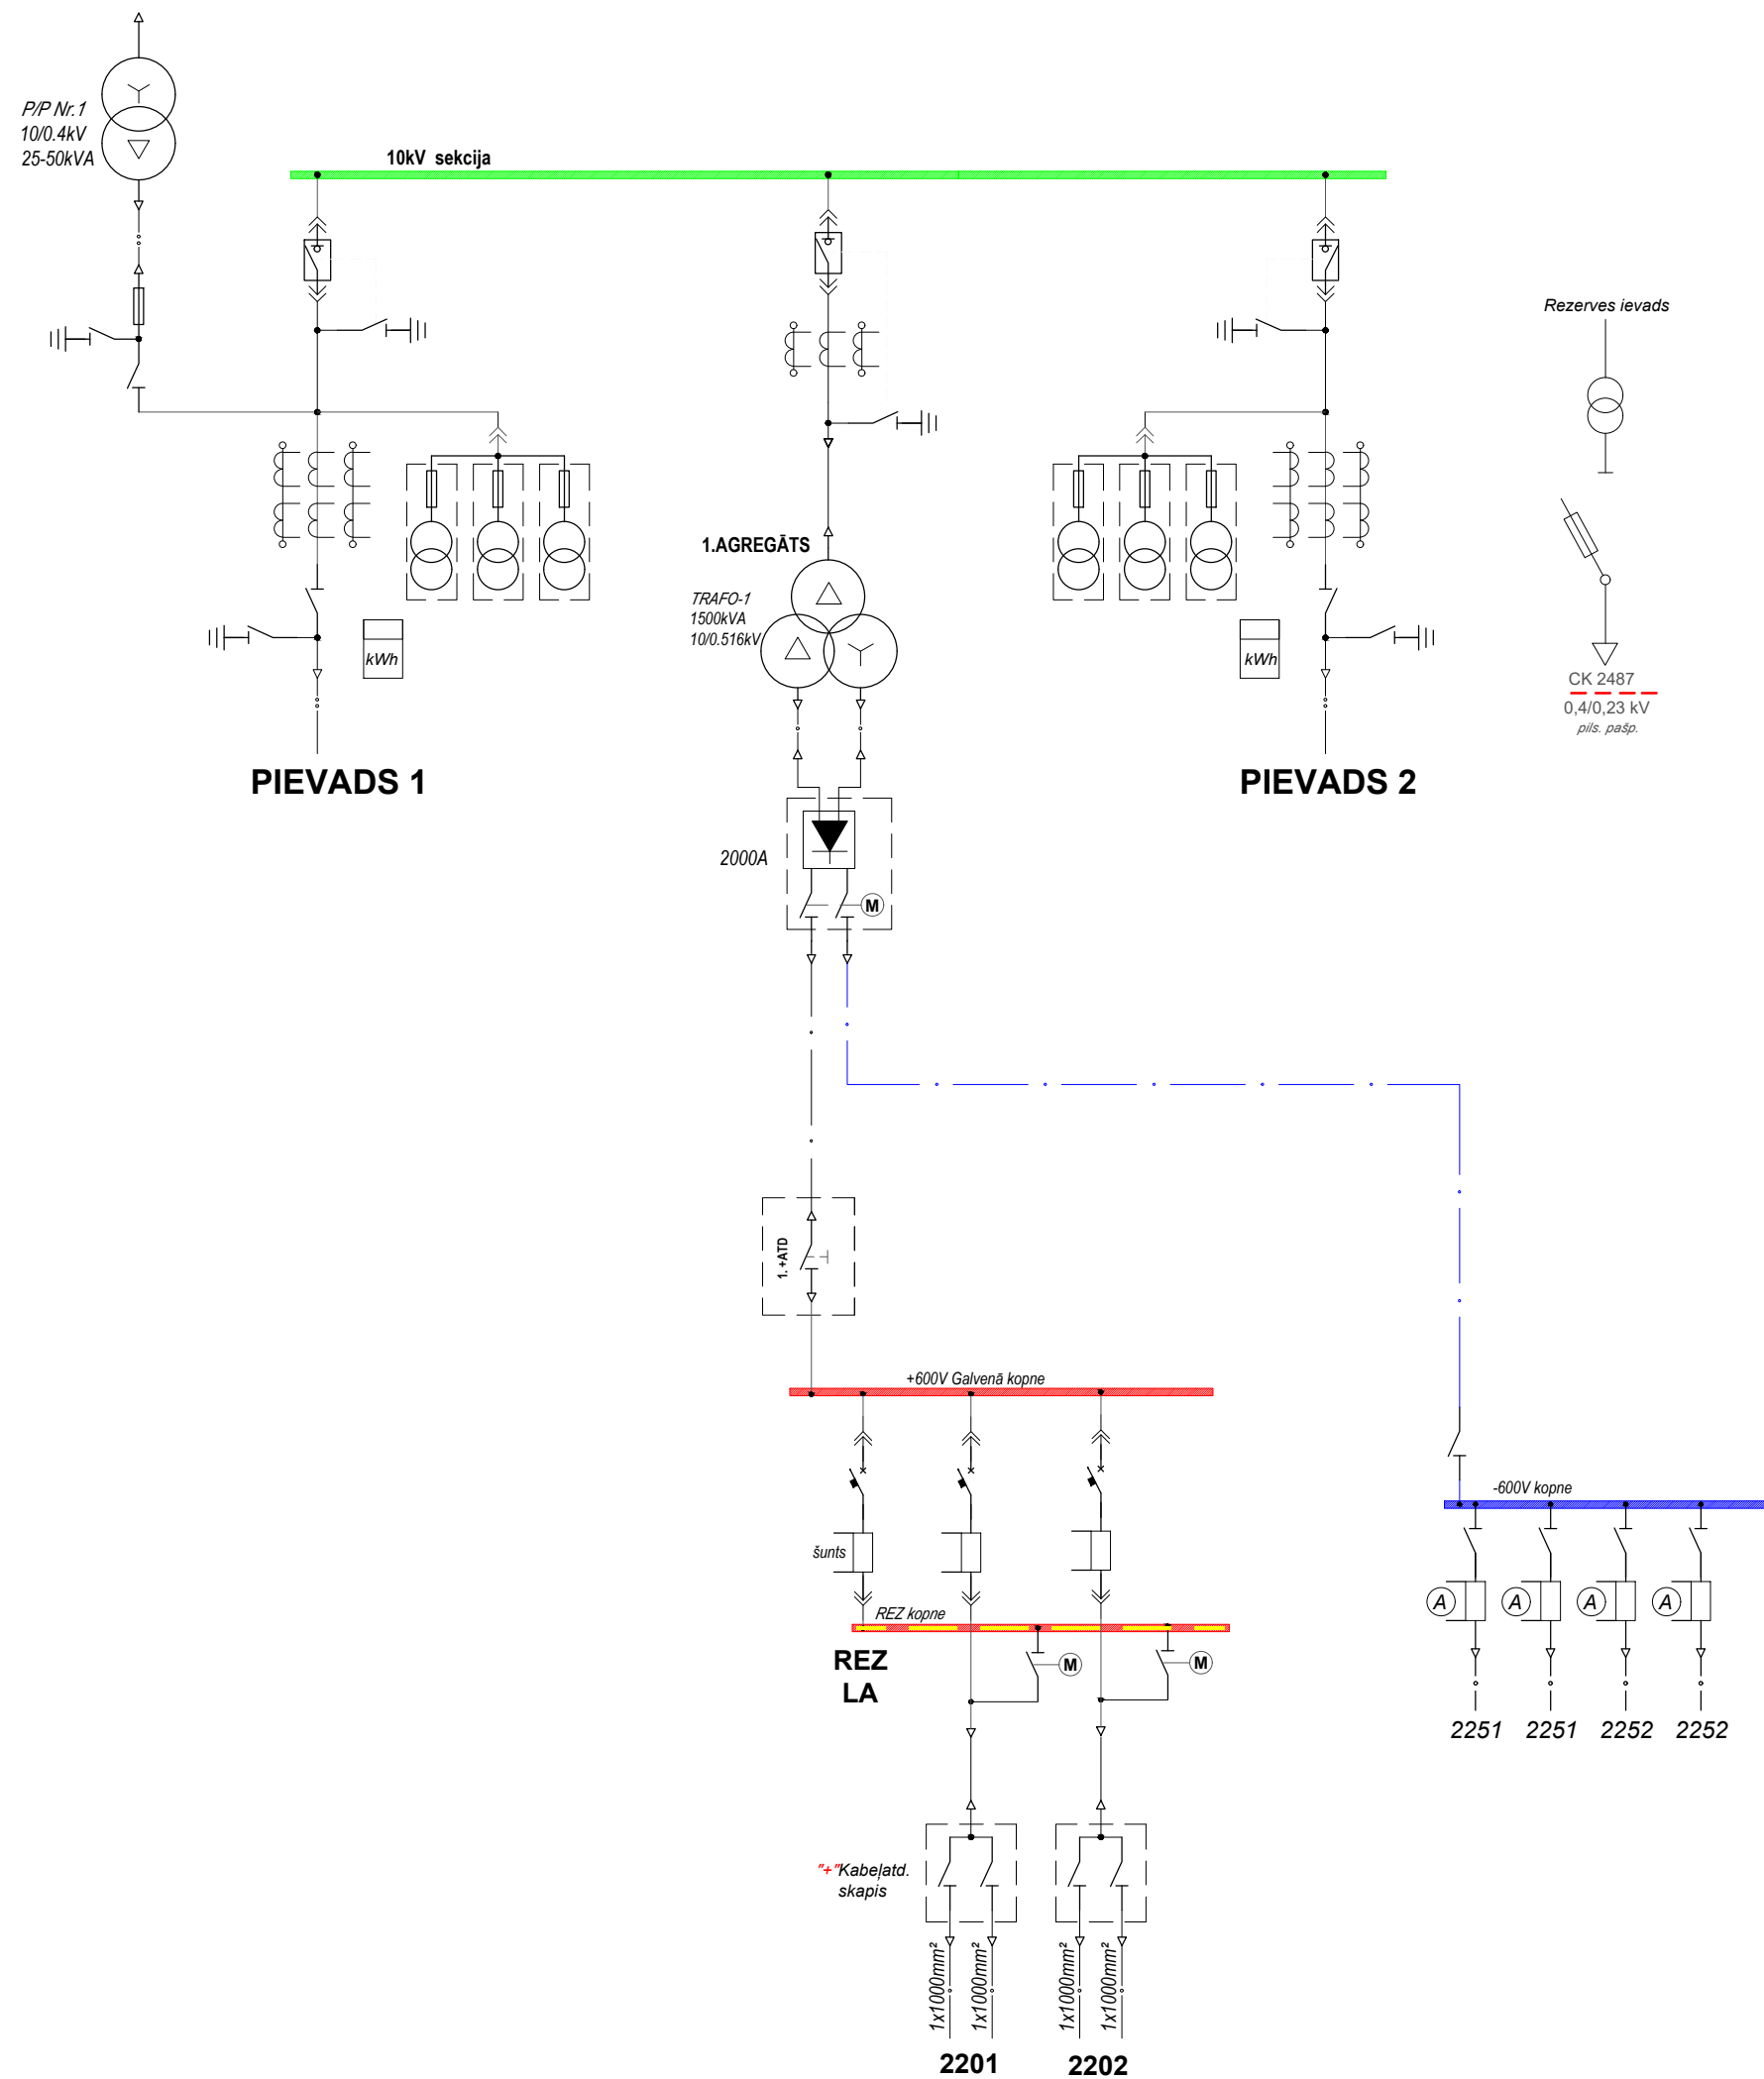 P/P Nr.1
10/0.4kV
25-50kVA
10kV sekcija
Rezerves ievads
1.AGREGĀTS
TRAFO-1
1500kVA
10/0.516kV
kWh
kWh
CK 2487
0,4/0,23 kV
pils. pašp.
PIEVADS 1
PIEVADS 2
2000A
M
1. +ATD
+600V Galvenā kopne
-600V kopne
šunts
A
A
A
A
REZ kopne
REZ
LA
M
M
2251
2251
2252
2252
"+"Kabeļatd.
skapis
1x1000mm²
1x1000mm²
1x1000mm²
1x1000mm²
2201
2202